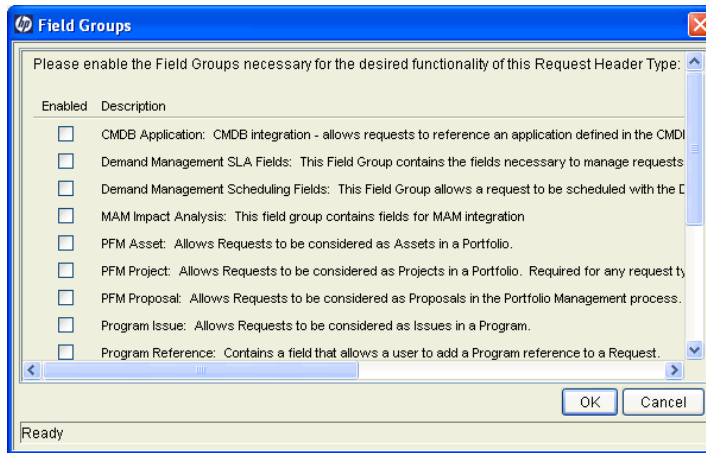 hp Field Groups
Please enable the Field Groups necessary for the desired functionality of this Request Header Type:
Enabled Description
CMDB Application: CMDB integration - allows requests to reference an application defined in the CMD
Demand Management SLA Fields: This Field Group contains the fields necessary to manage requests
Demand Management Scheduling Fields: This Field Group allows a request to be scheduled with the
MAM Impact Analysis: This field group contains fields for MAM integration
PFM Asset: Allows Requests to be considered as Assets in a Portfolio.
PFM Project: Allows Requests to be considered as Projects in a Portfolio. Required for any request ty
PFM Proposal: Allows Requests to be considered as Proposals in the Portfolio Management process.
Program Issue: Allows Requests to be considered as Issues in a Program.
Program Reference: Contains a field that allows a user to add a Program reference to a Request.
OK Cancel
Ready